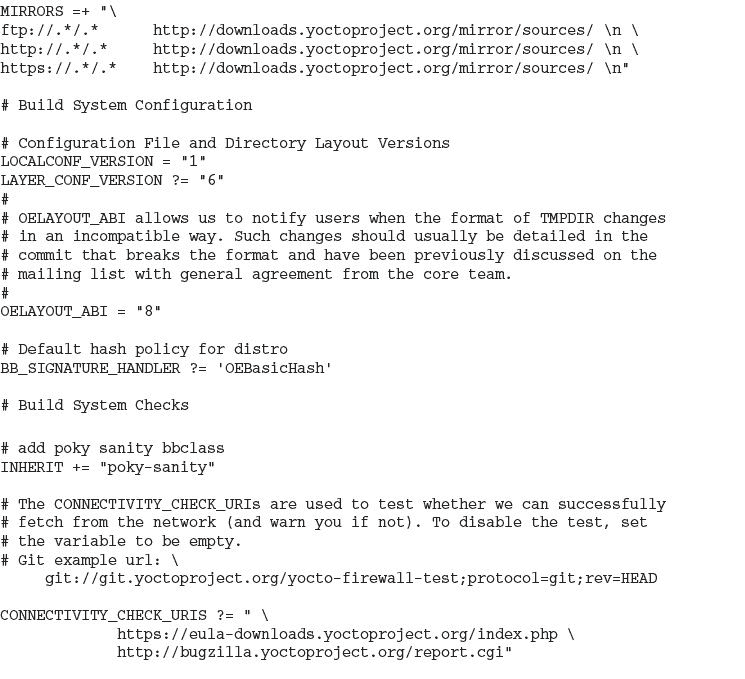 MIRRORS =+ "\
ftp://.*/.*      http://downloads.yoctoproject.org/mirror/sources/ \n \
http://.*/.*     http://downloads.yoctoproject.org/mirror/sources/ \n \
https://.*/.*    http://downloads.yoctoproject.org/mirror/sources/ \n"
# Build System Configuration
# Configuration File and Directory Layout Versions
LOCALCONF_VERSION = "1"
LAYER_CONF_VERSION ?= "6"
#
# OELAYOUT_ABI allows us to notify users when the format of TMPDIR changes
# in an incompatible way. Such changes should usually be detailed in the
# commit that breaks the format and have been previously discussed on the
# mailing list with general agreement from the core team.
#
OELAYOUT_ABI = "8"
# Default hash policy for distro
BB_SIGNATURE_HANDLER ?= 'OEBasicHash'
# Build System Checks
# add poky sanity bbclass
INHERIT += "poky-sanity"
# The CONNECTIVITY_CHECK_URIs are used to test whether we can successfully
# fetch from the network (and warn you if not). To disable the test, set
# the variable to be empty.
# Git example url: \
     git://git.yoctoproject.org/yocto-firewall-test;protocol=git;rev=HEAD
CONNECTIVITY_CHECK_URIS ?= " \
             https://eula-downloads.yoctoproject.org/index.php \
             http://bugzilla.yoctoproject.org/report.cgi"